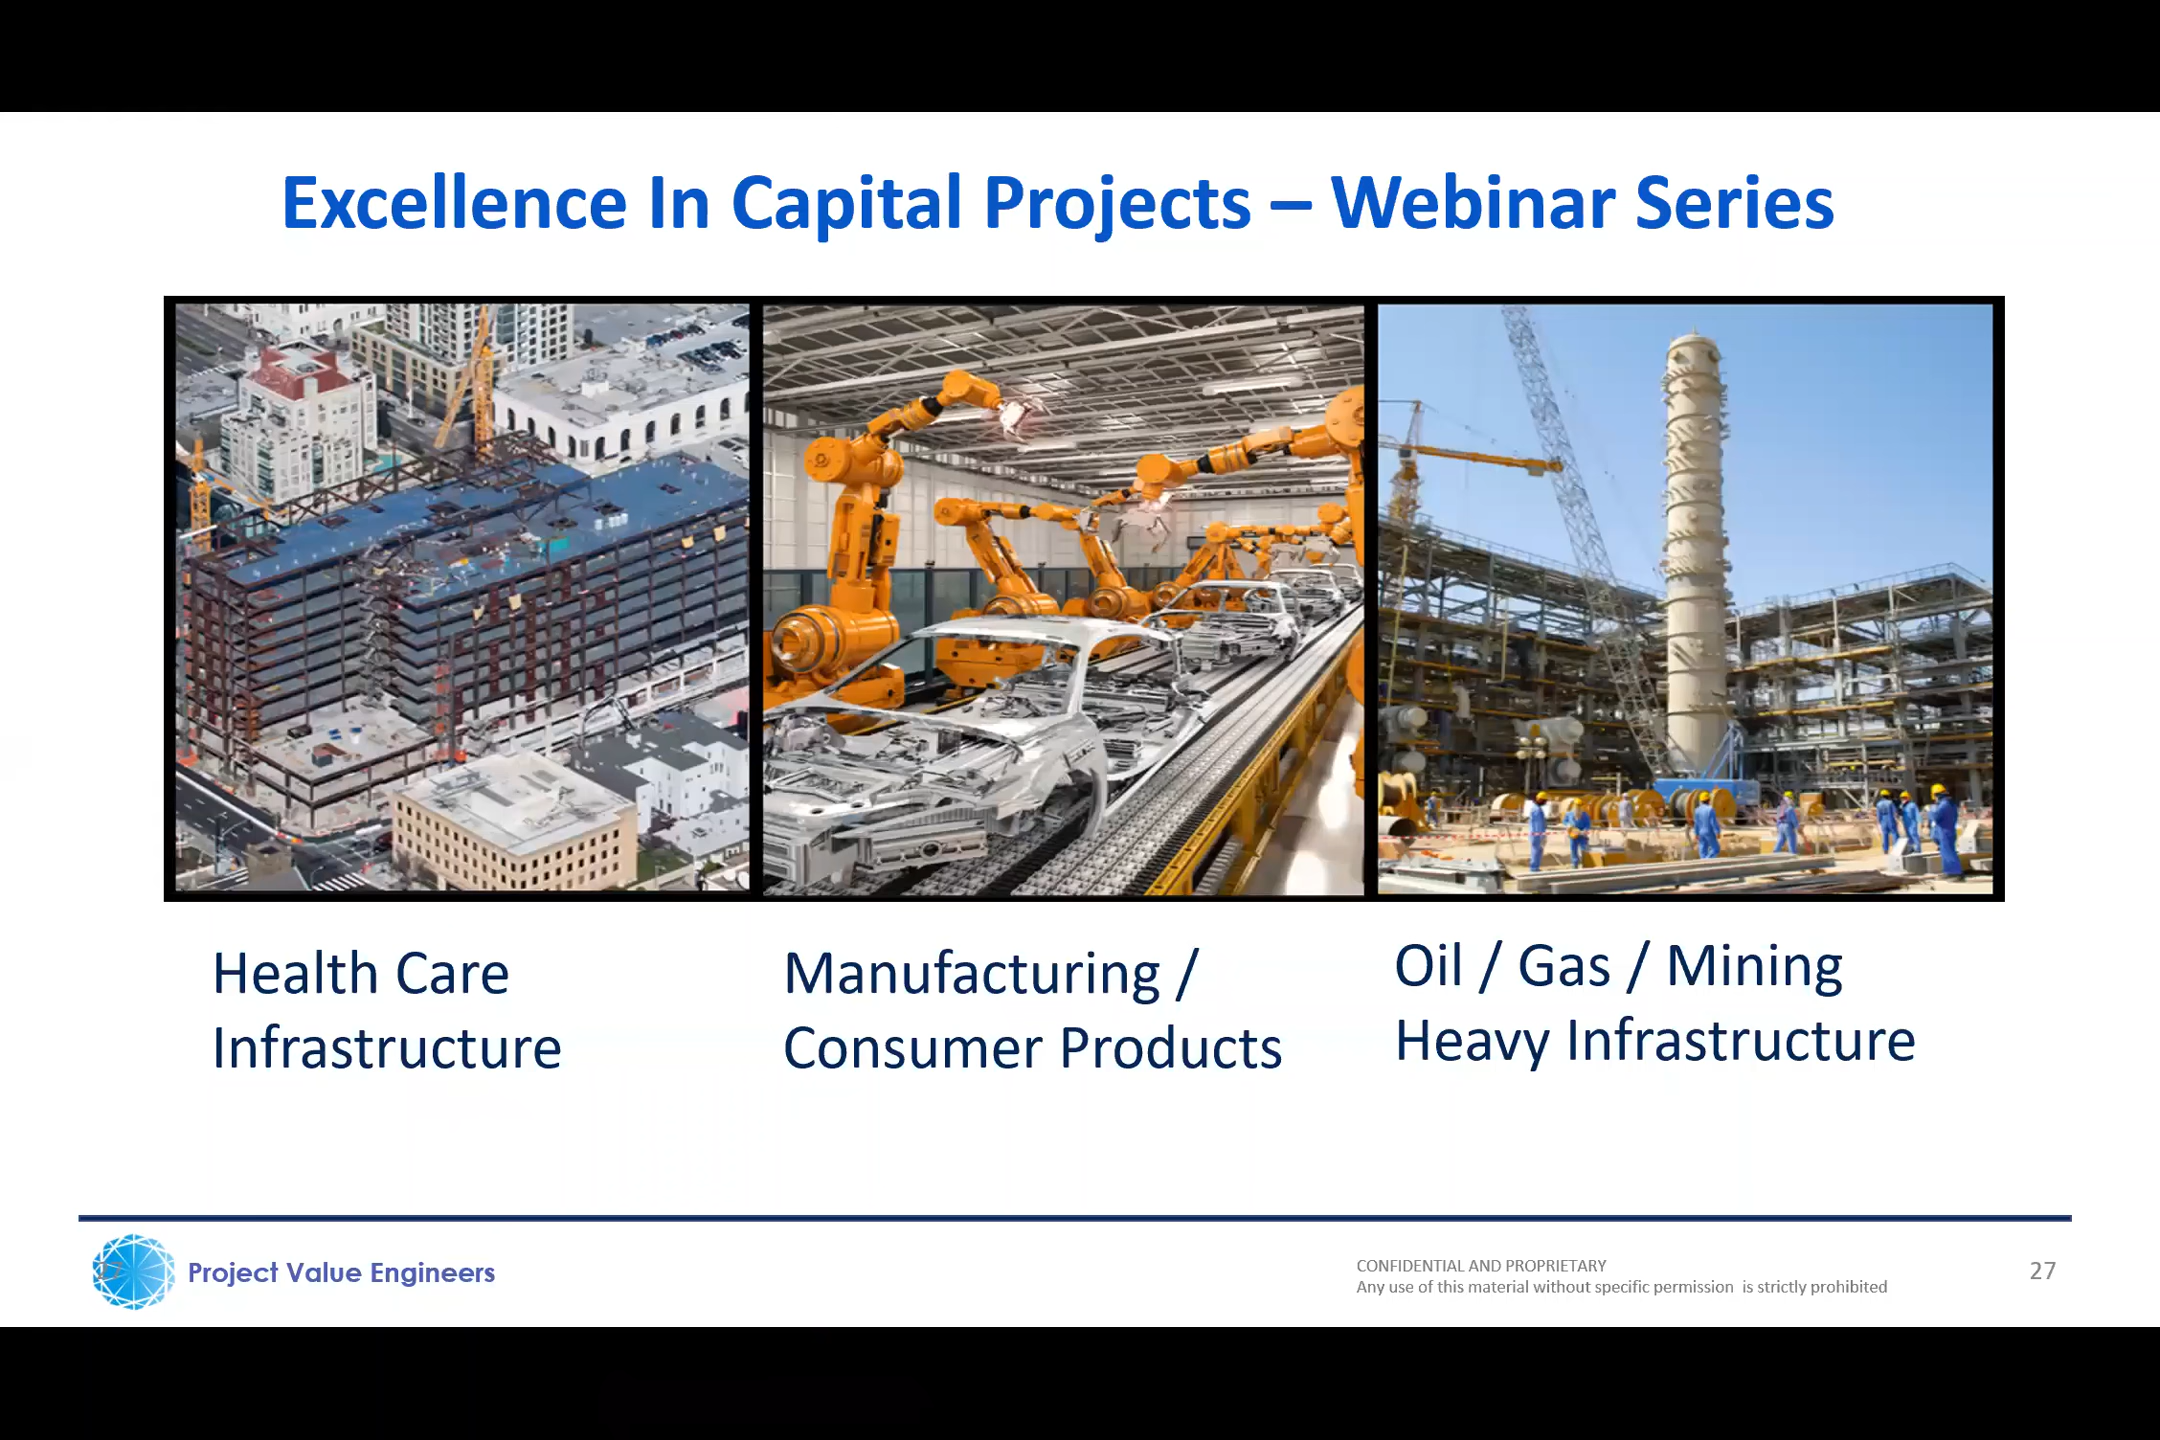 Excellence In Capital Projects – Webinar Series
Health Care
Infrastructure
Manufacturing /
Consumer Products
Oil / Gas / Mining
Heavy Infrastructure
27
Project Value Engineers
CONFIDENTIAL AND PROPRIETARY
Any use of this material without specific permission is strictly prohibited
27